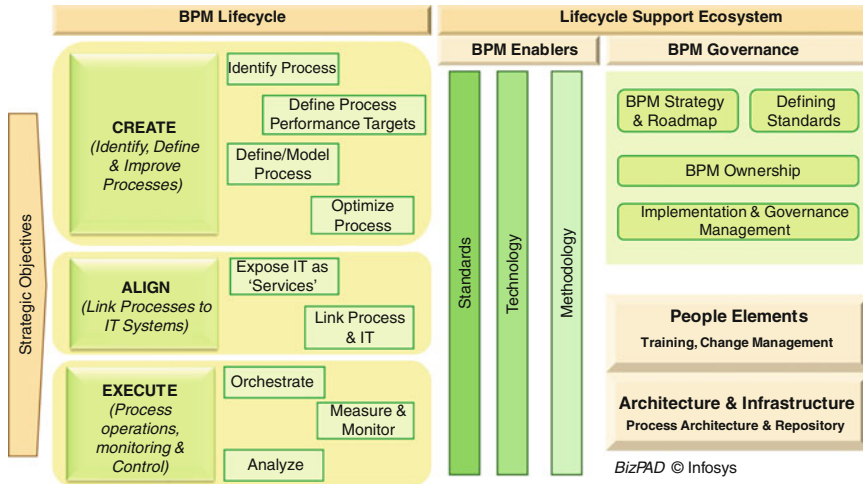 BPM Lifecycle
Lifecycle Support Ecosystem
BPM Enablers
BPM Governance
Strategic Objectives
CREATE
(Identify, Define
& Improve
Processes)
Identify Process
Define Process
Performance Targets
Define/Model
Process
Optimize
Process
ALIGN
(Link Processes to
IT Systems)
Expose IT as
‘Services’
Link Process
& IT
EXECUTE
(Process
operations,
monitoring &
Control)
Orchestrate
Measure &
Monitor
Analyze
Standards
Technology
Methodology
BPM Strategy
& Roadmap
Defining
Standards
BPM Ownership
Implementation & Governance
Management
People Elements
Training, Change Management
Architecture & Infrastructure
Process Architecture & Repository
BizPAD © Infosys